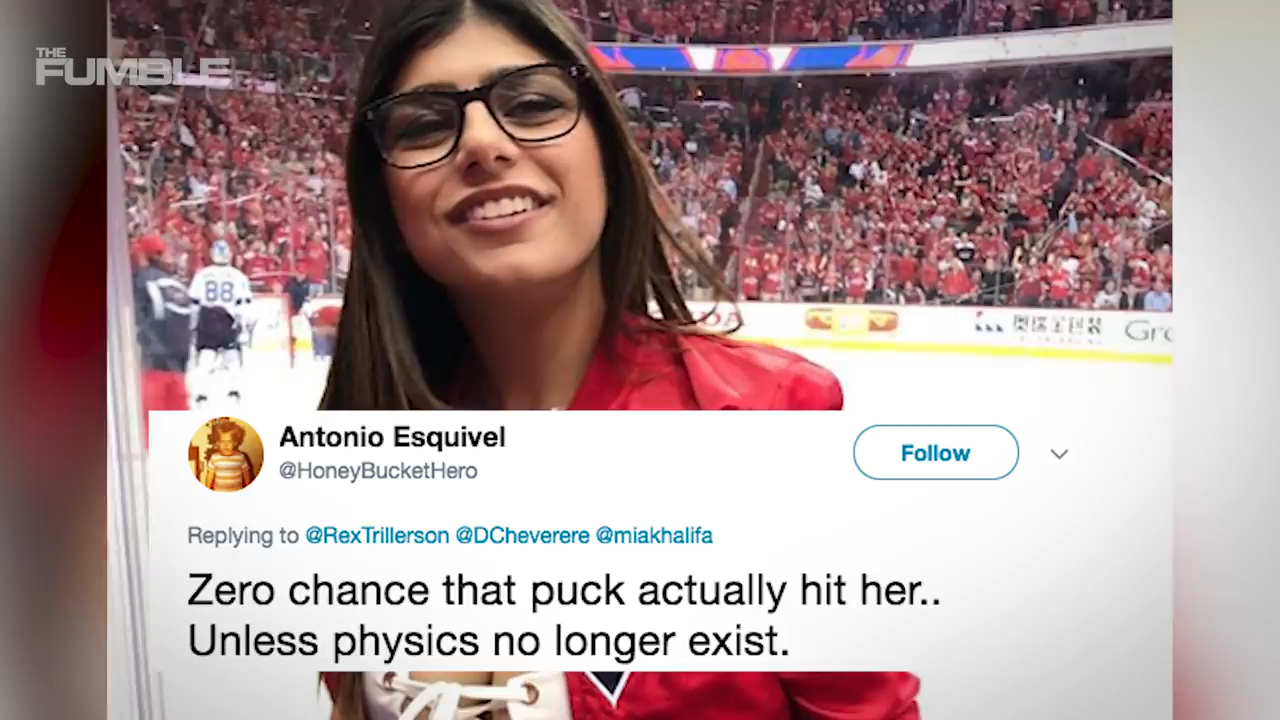 THE
FUMBLE
88
Gro
Antonio Esquivel
@HoneyBucketHero
Follow
Replying to @RexTrillerson @DCheverere @miakhalifa
Zero chance that puck actually hit her..
Unless physics no longer exist.